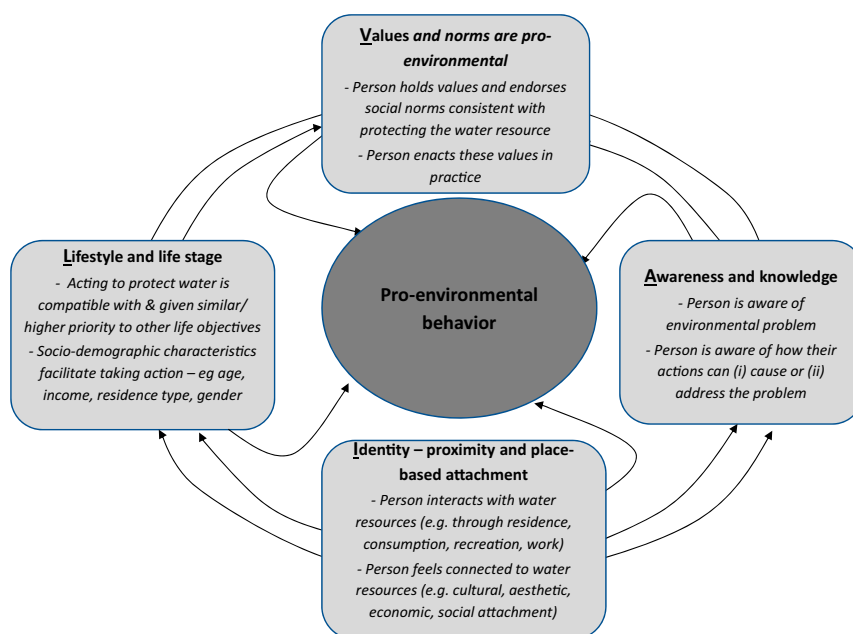 Values and norms are pro-
environmental
- Person holds values and endorses
social norms consistent with
protecting the water resource
- Person enacts these values in
practice
Lifestyle and life stage
- Acting to protect water is
compatible with & given similar/
higher priority to other life objectives
- Socio-demographic characteristics
facilitate taking action – eg age,
income, residence type, gender
Pro-environmental
behavior
Awareness and knowledge
- Person is aware of
environmental problem
- Person is aware of how their
actions can (i) cause or (ii)
address the problem
Identity – proximity and place-
based attachment
- Person interacts with water
resources (e.g. through residence,
consumption, recreation, work)
- Person feels connected to water
resources (e.g. cultural, aesthetic,
economic, social attachment)